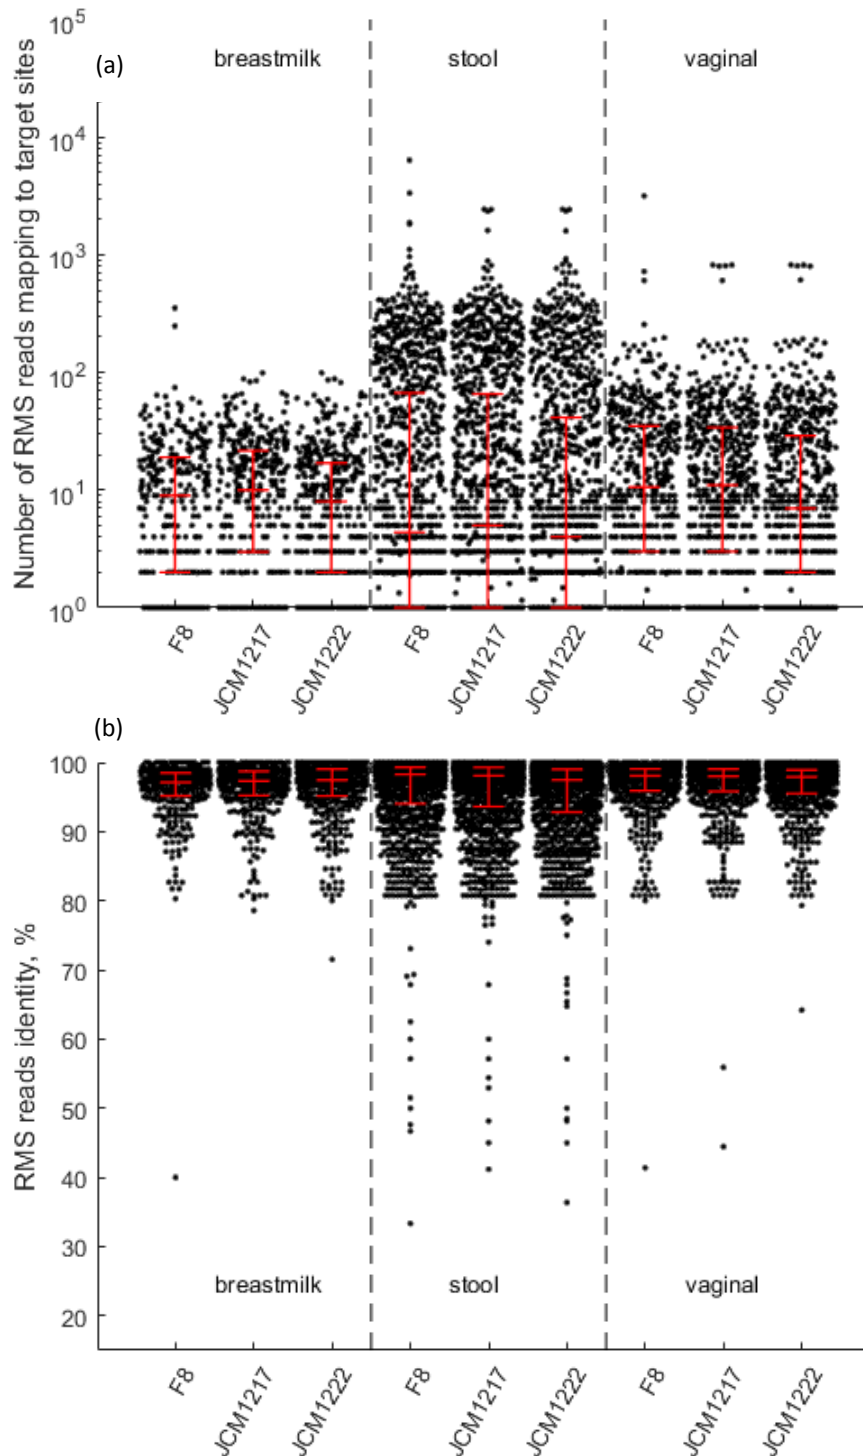 (a)
breastmilk stool vaginal
Number of RMS reads mapping to target sites
10^5
10^4
10^3
10^2
10^1
10^0
F8 JCM1217 JCM1222 F8 JCM1217 JCM1222 F8 JCM1217 JCM1222
(b)
RMS reads identity, %
100
90
80
70
60
50
40
30
20
breastmilk stool vaginal
F8 JCM1217 JCM1222 F8 JCM1217 JCM1222 F8 JCM1217 JCM1222